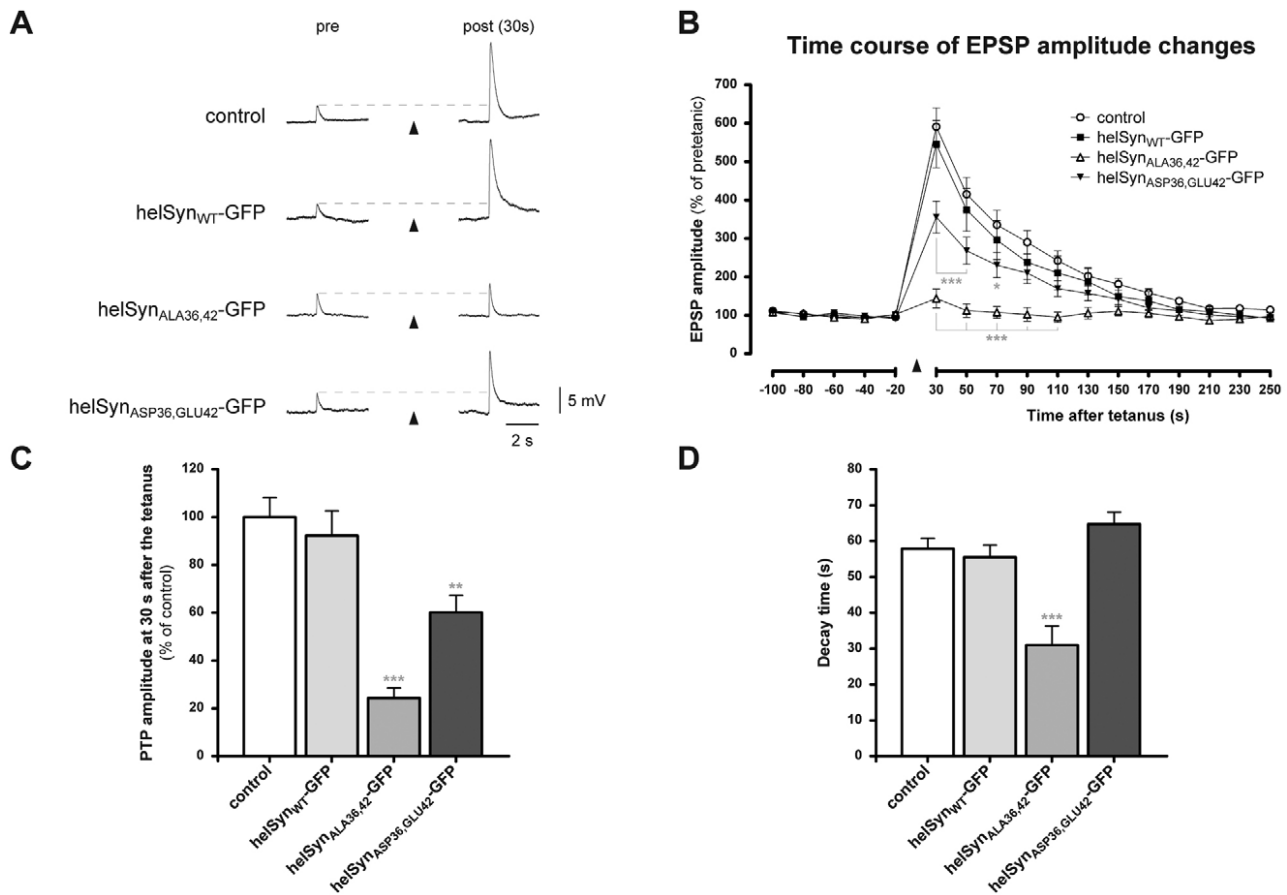 A
pre post (30s)
control
helSynWT-GFP
helSynALA36,42-GFP
helSynASP36,GLU42-GFP
5 mV
2 s
B
Time course of EPSP amplitude changes
EPSP amplitude (% of pretetanic)
700
600
500
400
300
200
100
0
control
helSynWT-GFP
helSynALA36,42-GFP
helSynASP36,GLU42-GFP
***
*
***
-100 -80 -60 -40 -20 30 50 70 90 110 130 150 170 190 210 230 250
Time after tetanus (s)
C
PTP amplitude at 30 s after the tetanus
(% of control)
120
100
80
60
40
20
0
***
**
control
helSynWT-GFP
helSynALA36,42-GFP
helSynASP36,GLU42-GFP
D
Decay time (s)
80
70
60
50
40
30
20
10
0
***
control
helSynWT-GFP
helSynALA36,42-GFP
helSynASP36,GLU42-GFP